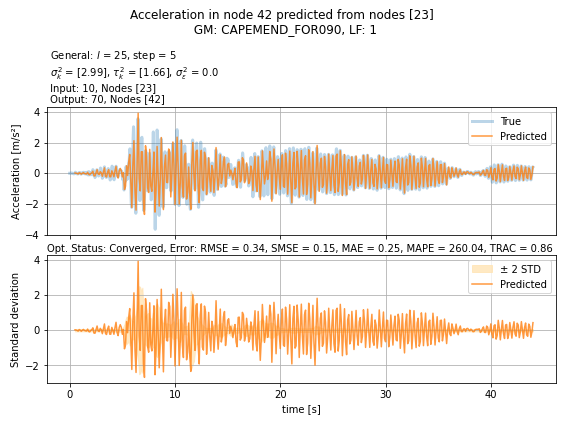 Acceleration in node 42 predicted from nodes [23]
GM: CAPEMEND_FOR090, LF: 1
General: l = 25, step = 5
σ²ₖ = [2.99], τ²ₖ = [1.66], σ²ε = 0.0
Input: 10, Nodes [23]
Output: 70, Nodes [42]
4
2
0
−2
−4
Acceleration [m/s²]
True
Predicted
Opt. Status: Converged, Error: RMSE = 0.34, SMSE = 0.15, MAE = 0.25, MAPE = 260.04, TRAC = 0.86
4
2
0
−2
Standard deviation
± 2 STD
Predicted
0 10 20 30 40
time [s]